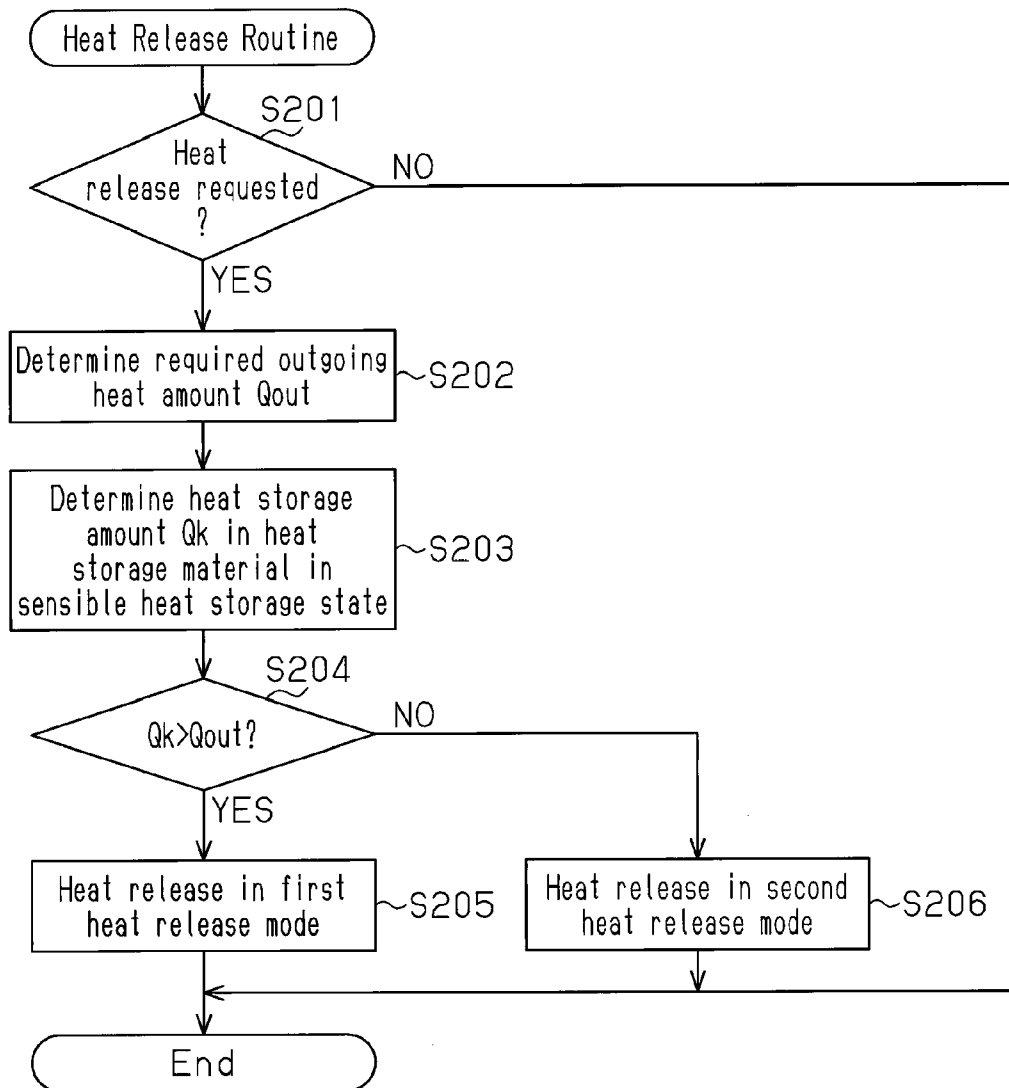 Heat Release Routine
S201
Heat
release requested
?
NO
YES
Determine required outgoing
heat amount Qout
S202
Determine heat storage
amount Qk in heat
storage material in
sensible heat storage state
S203
S204
Qk>Qout?
NO
YES
Heat release in first
heat release mode
S205
Heat release in second
heat release mode
S206
End